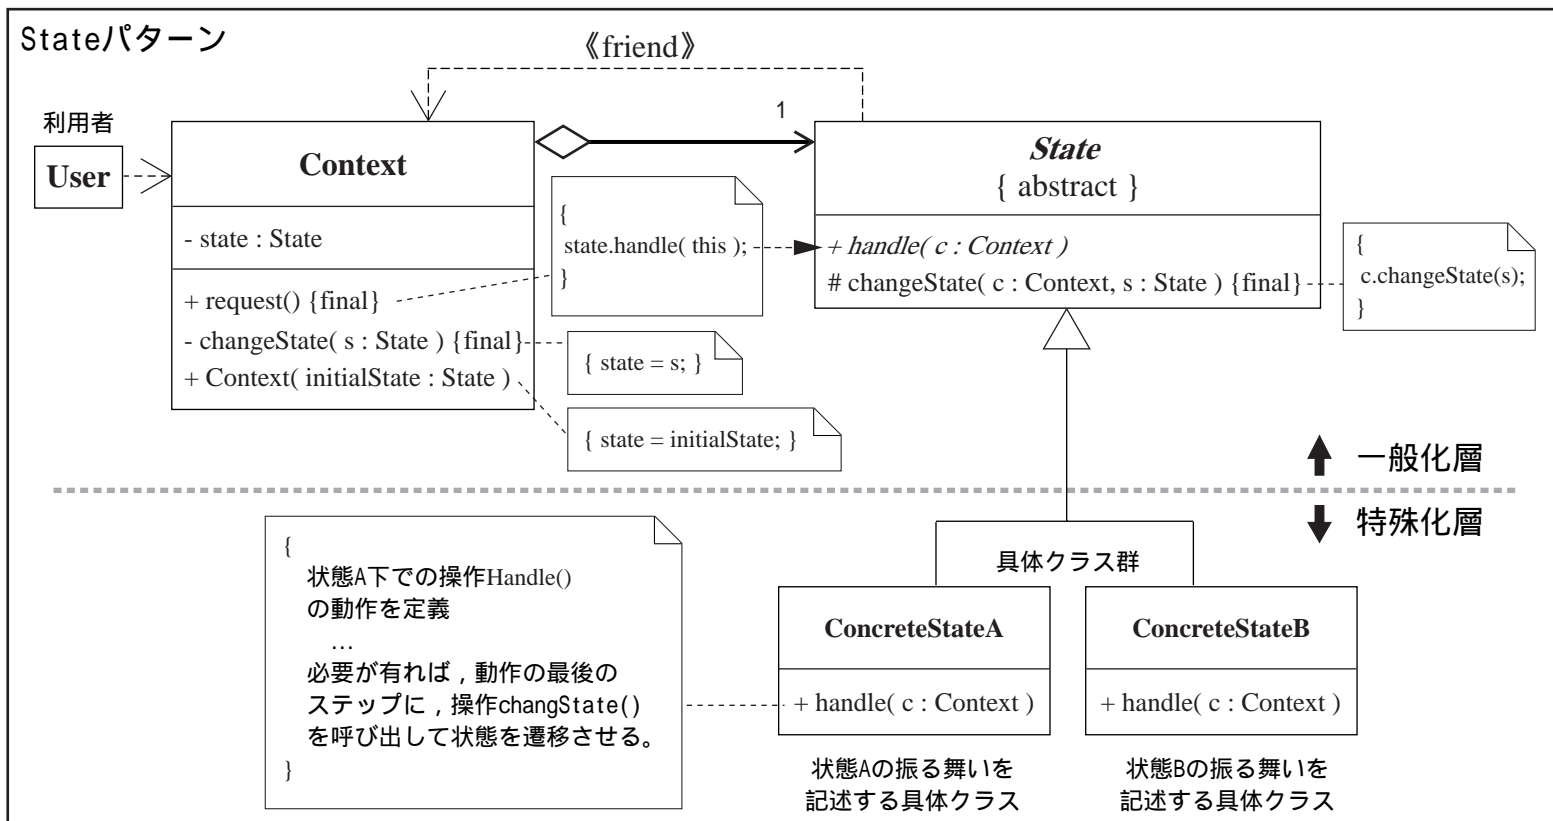 Stateパターン
《friend》
利用者
User
Context
- state : State
+ request() {final}
- changeState( s : State ) {final}
+ Context( initialState : State )
1
State
{ abstract }
+ handle( c : Context )
# changeState( c : Context, s : State ) {final}
{
state.handle( this );
}
{
c.changeState(s);
}
{ state = s; }
{ state = initialState; }
一般化層
特殊化層
{
状態A下での操作Handle()
の動作を定義
…
必要が有れば，動作の最後の
ステップに，操作changState()
を呼び出して状態を遷移させる。
}
具体クラス群
ConcreteStateA
+ handle( c : Context )
ConcreteStateB
+ handle( c : Context )
状態Aの振る舞いを
記述する具体クラス
状態Bの振る舞いを
記述する具体クラス